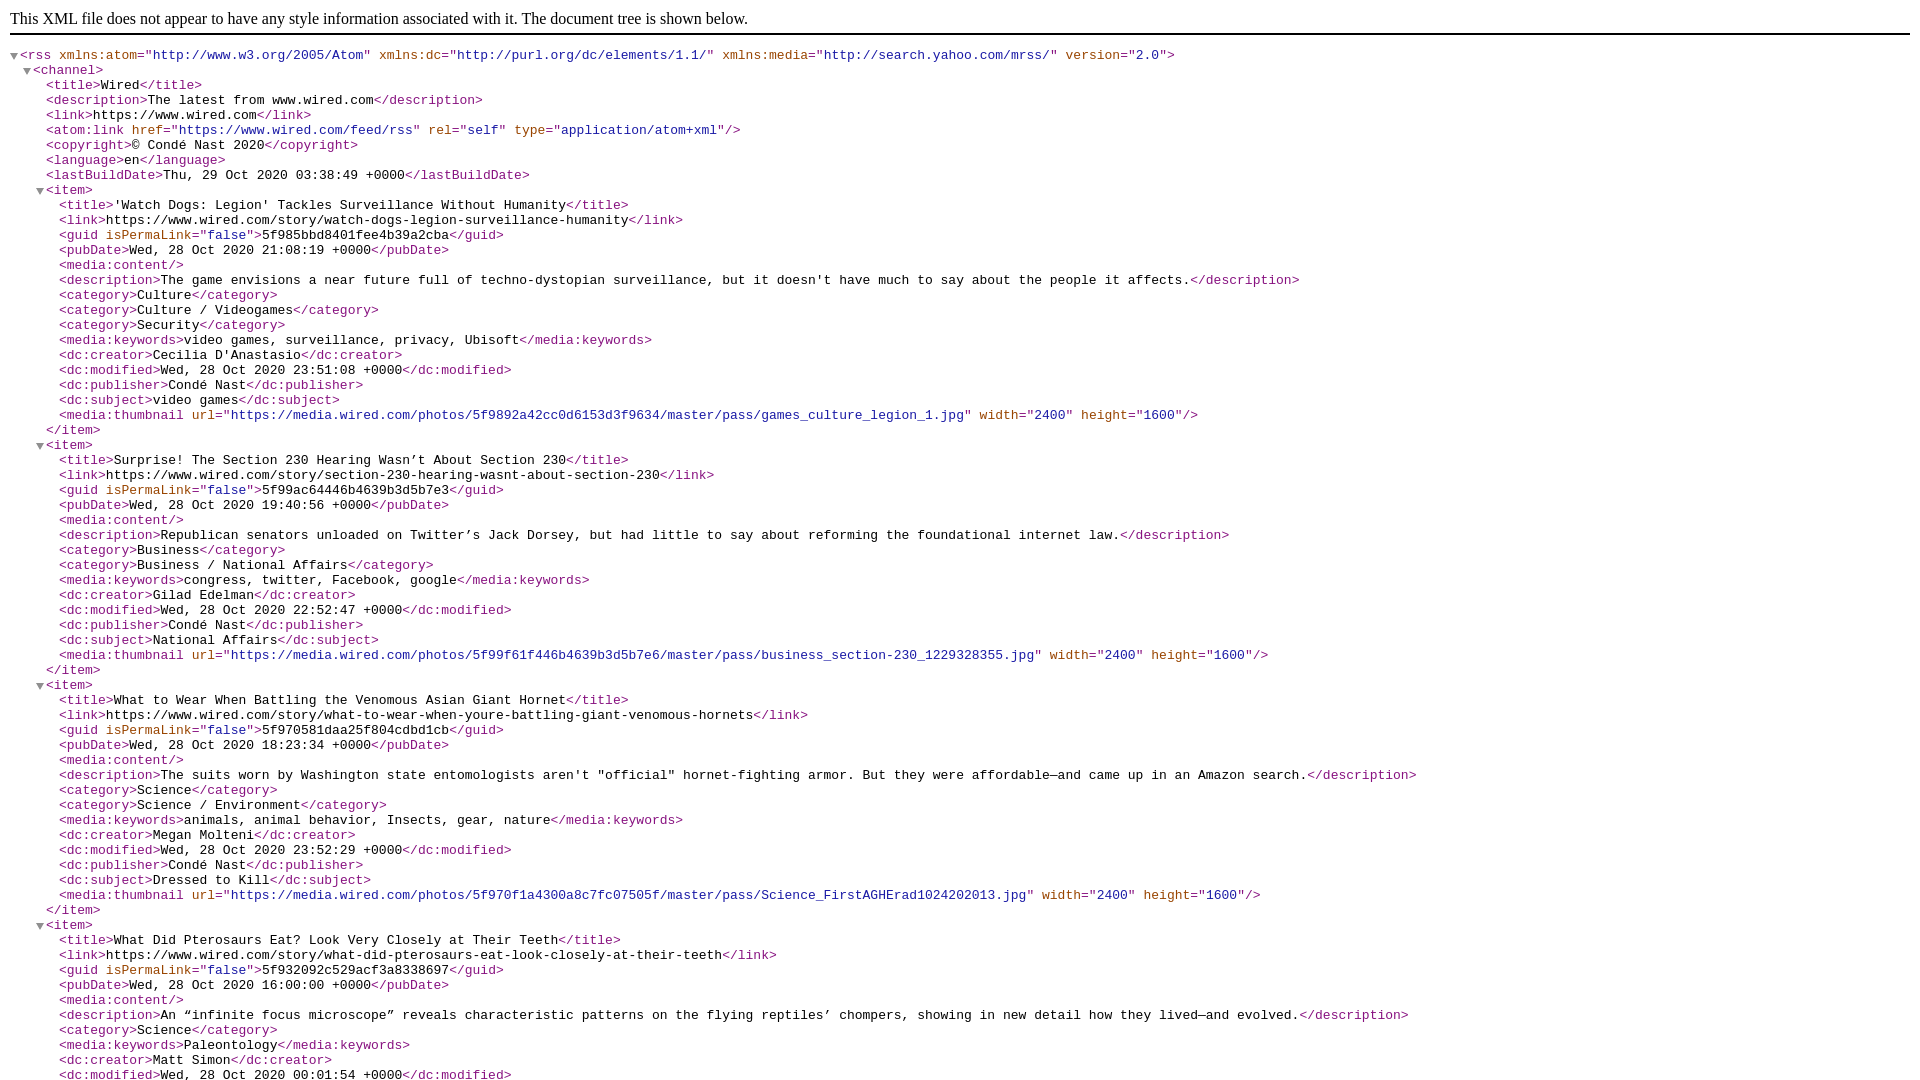 This XML file does not appear to have any style information associated with it. The document tree is shown below.
<rss xmlns:atom="http://www.w3.org/2005/Atom" xmlns:dc="http://purl.org/dc/elements/1.1/" xmlns:media="http://search.yahoo.com/mrss/" version="2.0">
<channel>
<title>Wired</title>
<description>The latest from www.wired.com</description>
<link>https://www.wired.com</link>
<atom:link href="https://www.wired.com/feed/rss" rel="self" type="application/atom+xml"/>
<copyright>© Condé Nast 2020</copyright>
<language>en</language>
<lastBuildDate>Thu, 29 Oct 2020 03:38:49 +0000</lastBuildDate>
<item>
<title>'Watch Dogs: Legion' Tackles Surveillance Without Humanity</title>
<link>https://www.wired.com/story/watch-dogs-legion-surveillance-humanity</link>
<guid isPermaLink="false">5f985bbd8401fee4b39a2cba</guid>
<pubDate>Wed, 28 Oct 2020 21:08:19 +0000</pubDate>
<media:content/>
<description>The game envisions a near future full of techno-dystopian surveillance, but it doesn't have much to say about the people it affects.</description>
<category>Culture</category>
<category>Culture / Videogames</category>
<category>Security</category>
<media:keywords>video games, surveillance, privacy, Ubisoft</media:keywords>
<dc:creator>Cecilia D'Anastasio</dc:creator>
<dc:modified>Wed, 28 Oct 2020 23:51:08 +0000</dc:modified>
<dc:publisher>Condé Nast</dc:publisher>
<dc:subject>video games</dc:subject>
<media:thumbnail url="https://media.wired.com/photos/5f9892a42cc0d6153d3f9634/master/pass/games_culture_legion_1.jpg" width="2400" height="1600"/>
</item>
<item>
<title>Surprise! The Section 230 Hearing Wasn’t About Section 230</title>
<link>https://www.wired.com/story/section-230-hearing-wasnt-about-section-230</link>
<guid isPermaLink="false">5f99ac64446b4639b3d5b7e3</guid>
<pubDate>Wed, 28 Oct 2020 19:40:56 +0000</pubDate>
<media:content/>
<description>Republican senators unloaded on Twitter’s Jack Dorsey, but had little to say about reforming the foundational internet law.</description>
<category>Business</category>
<category>Business / National Affairs</category>
<media:keywords>congress, twitter, Facebook, google</media:keywords>
<dc:creator>Gilad Edelman</dc:creator>
<dc:modified>Wed, 28 Oct 2020 22:52:47 +0000</dc:modified>
<dc:publisher>Condé Nast</dc:publisher>
<dc:subject>National Affairs</dc:subject>
<media:thumbnail url="https://media.wired.com/photos/5f99f61f446b4639b3d5b7e6/master/pass/business_section-230_1229328355.jpg" width="2400" height="1600"/>
</item>
<item>
<title>What to Wear When Battling the Venomous Asian Giant Hornet</title>
<link>https://www.wired.com/story/what-to-wear-when-youre-battling-giant-venomous-hornets</link>
<guid isPermaLink="false">5f970581daa25f804cdbd1cb</guid>
<pubDate>Wed, 28 Oct 2020 18:23:34 +0000</pubDate>
<media:content/>
<description>The suits worn by Washington state entomologists aren't "official" hornet-fighting armor. But they were affordable—and came up in an Amazon search.</description>
<category>Science</category>
<category>Science / Environment</category>
<media:keywords>animals, animal behavior, Insects, gear, nature</media:keywords>
<dc:creator>Megan Molteni</dc:creator>
<dc:modified>Wed, 28 Oct 2020 23:52:29 +0000</dc:modified>
<dc:publisher>Condé Nast</dc:publisher>
<dc:subject>Dressed to Kill</dc:subject>
<media:thumbnail url="https://media.wired.com/photos/5f970f1a4300a8c7fc07505f/master/pass/Science_FirstAGHErad1024202013.jpg" width="2400" height="1600"/>
</item>
<item>
<title>What Did Pterosaurs Eat? Look Very Closely at Their Teeth</title>
<link>https://www.wired.com/story/what-did-pterosaurs-eat-look-closely-at-their-teeth</link>
<guid isPermaLink="false">5f932092c529acf3a8338697</guid>
<pubDate>Wed, 28 Oct 2020 16:00:00 +0000</pubDate>
<media:content/>
<description>An “infinite focus microscope” reveals characteristic patterns on the flying reptiles’ chompers, showing in new detail how they lived—and evolved.</description>
<category>Science</category>
<media:keywords>Paleontology</media:keywords>
<dc:creator>Matt Simon</dc:creator>
<dc:modified>Wed, 28 Oct 2020 00:01:54 +0000</dc:modified>